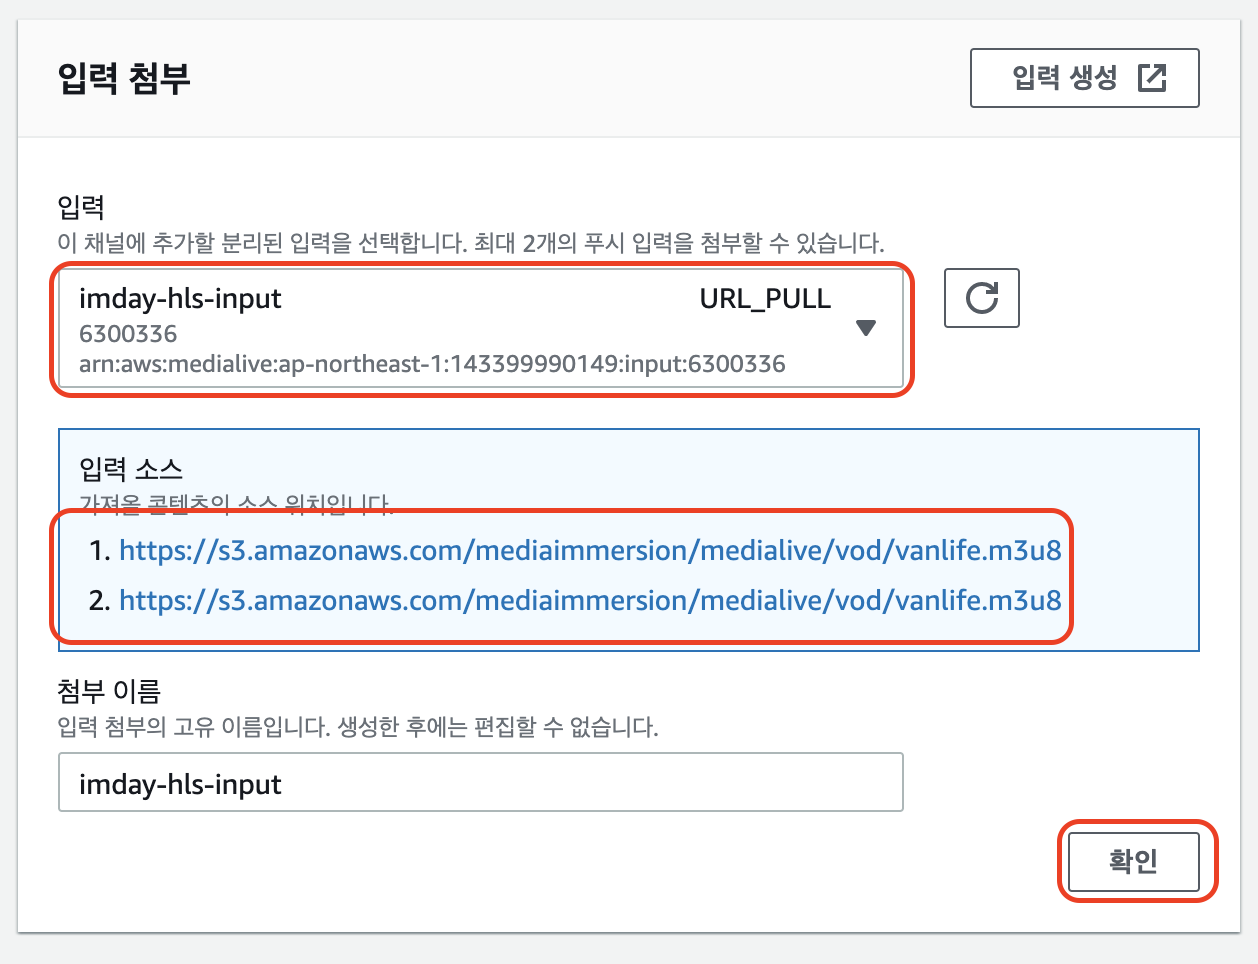 입력 첨부
입력 생성
입력
이 채널에 추가할 분리된 입력을 선택합니다. 최대 2개의 푸시 입력을 첨부할 수 있습니다.
imday-hls-input URL_PULL
6300336
arn:aws:medialive:ap-northeast-1:143399990149:input:6300336
입력 소스
가져올 콘텐츠의 소스 위치입니다.
1. https://s3.amazonaws.com/mediaimmersion/medialive/vod/vanlife.m3u8
2. https://s3.amazonaws.com/mediaimmersion/medialive/vod/vanlife.m3u8
첨부 이름
입력 첨부의 고유 이름입니다. 생성한 후에는 편집할 수 없습니다.
imday-hls-input
확인